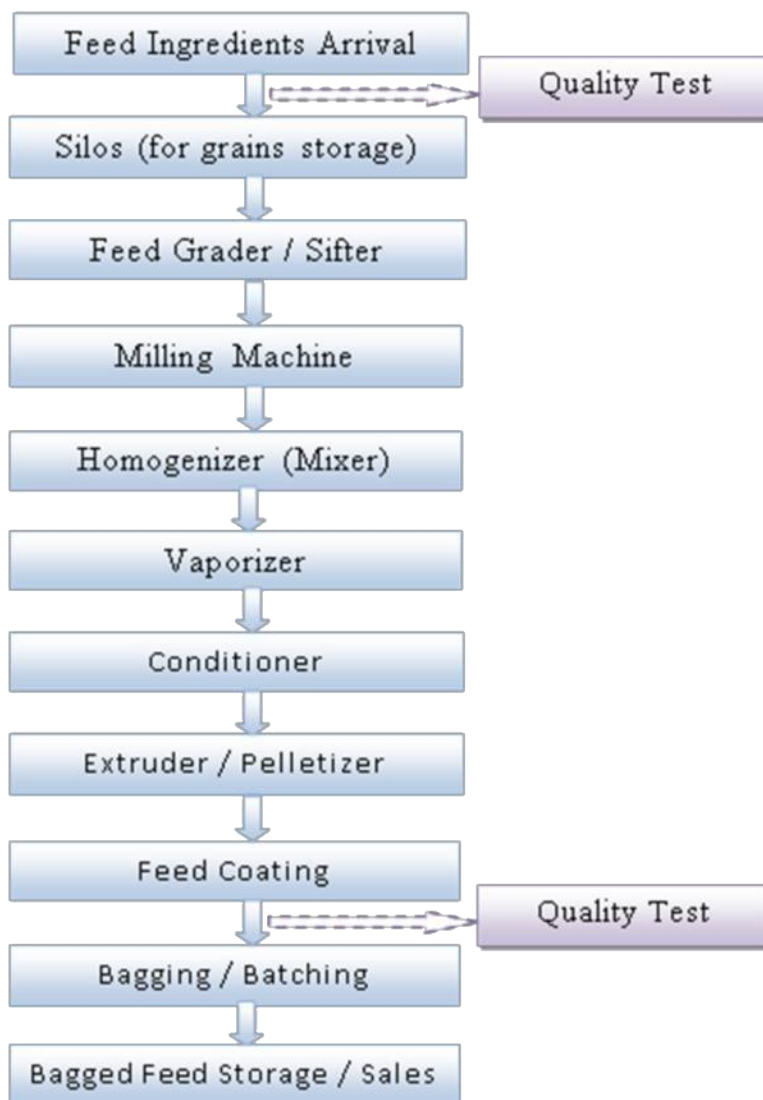 Feed Ingredients Arrival
Quality Test
Silos (for grains storage)
Feed Grader / Sifter
Milling Machine
Homogenizer (Mixer)
Vaporizer
Conditioner
Extruder / Pelletizer
Feed Coating
Quality Test
Bagging / Batching
Bagged Feed Storage / Sales